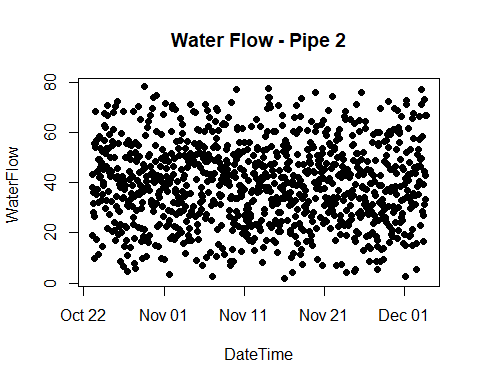 Water Flow - Pipe 2
WaterFlow
80
60
40
20
0
Oct 22 Nov 01 Nov 11 Nov 21 Dec 01
DateTime